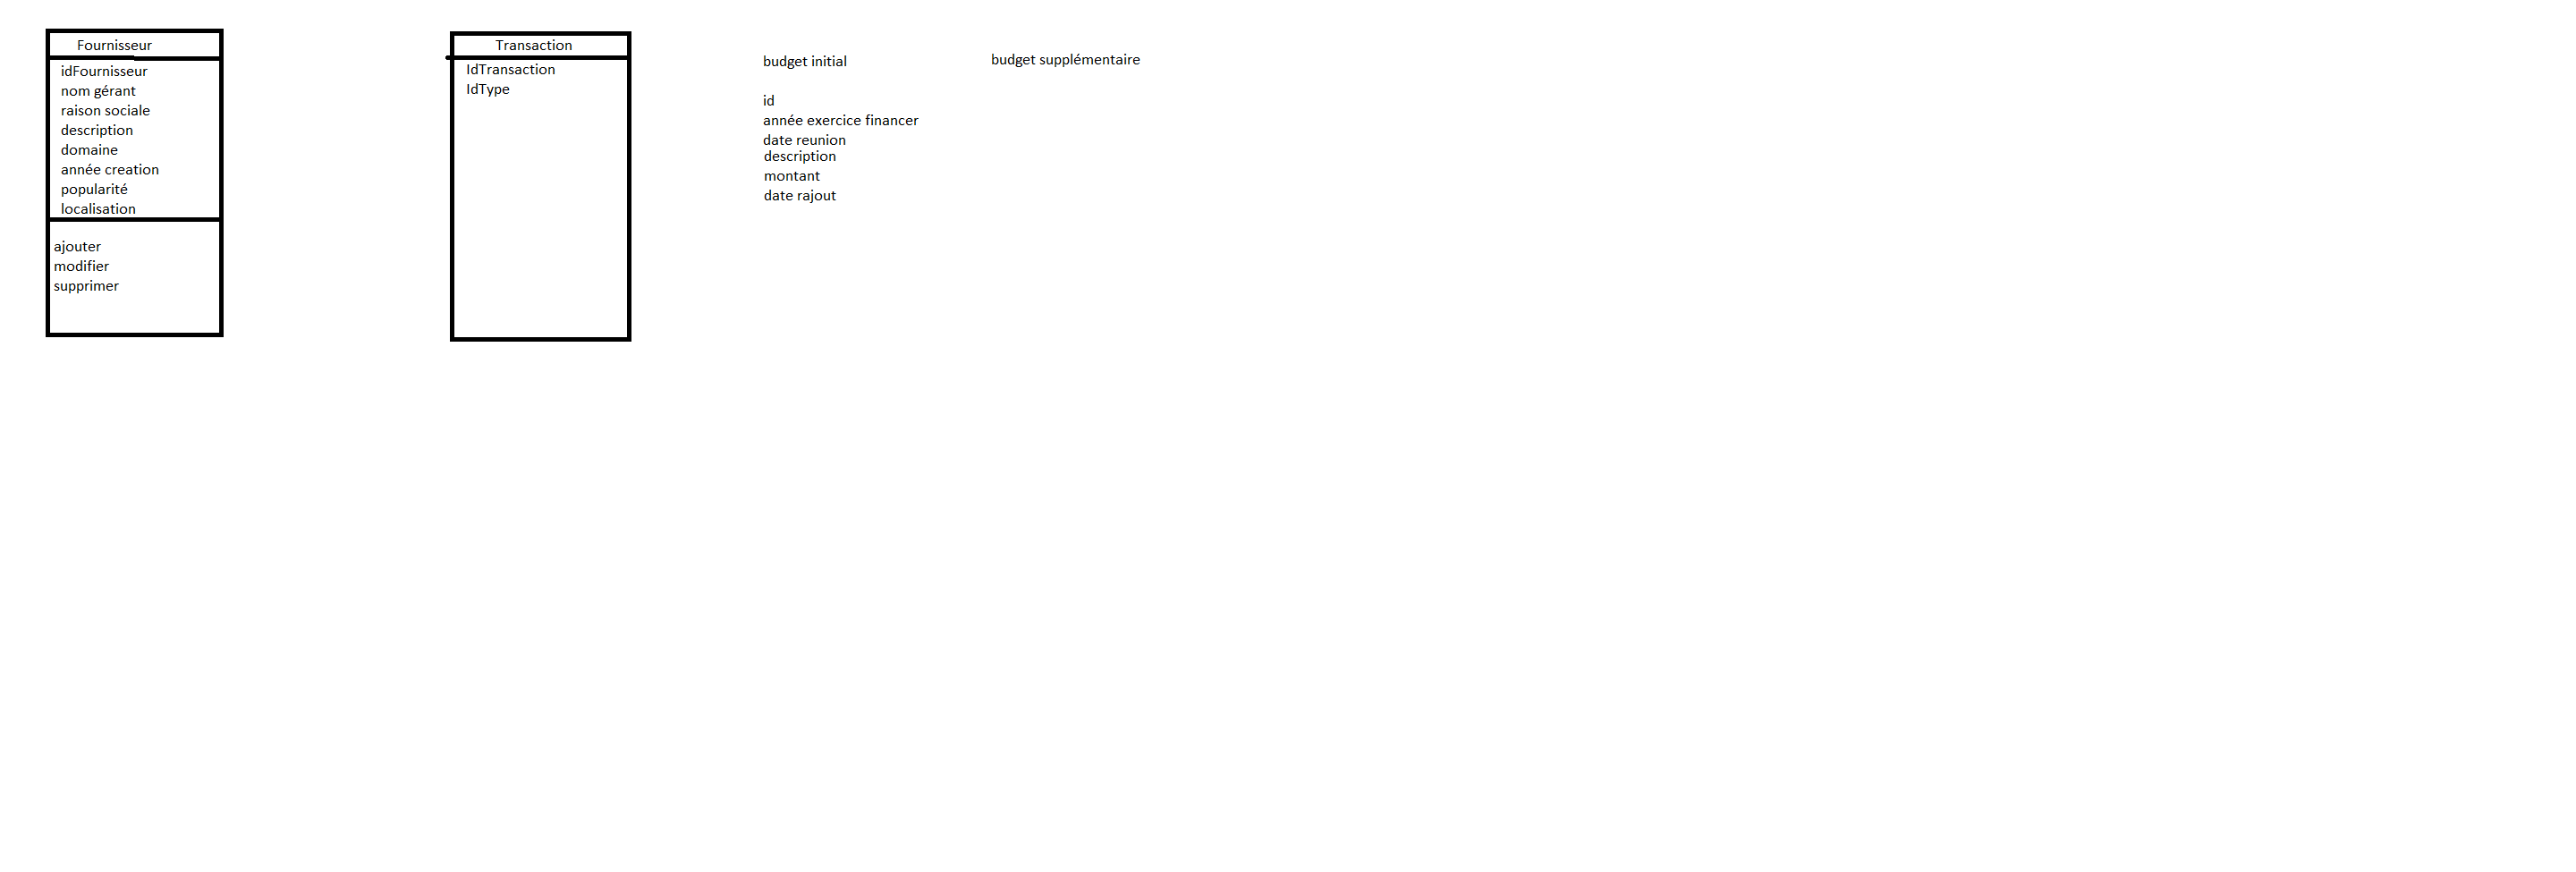 Fournisseur
idFournisseur
nom gérant
raison sociale
description
domaine
année creation
popularité
localisation
ajouter
modifier
supprimer
Transaction
IdTransaction
IdType
budget initial
id
année exercice financer
date reunion
description
montant
date rajout
budget supplémentaire